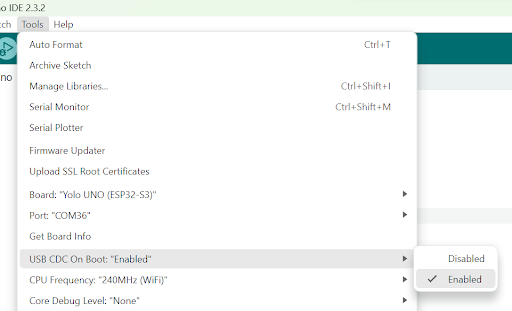 no IDE 2.3.2
tch Tools Help
Auto Format Ctrl+T
Archive Sketch
no
Manage Libraries... Ctrl+Shift+I
Serial Monitor Ctrl+Shift+M
Serial Plotter
Firmware Updater
Upload SSL Root Certificates
Board: "Yolo UNO (ESP32-S3)"
Port: "COM36"
Get Board Info
USB CDC On Boot: "Enabled" Disabled
CPU Frequency: "240MHz (WiFi)" Enabled
Core Debug Level: "None"